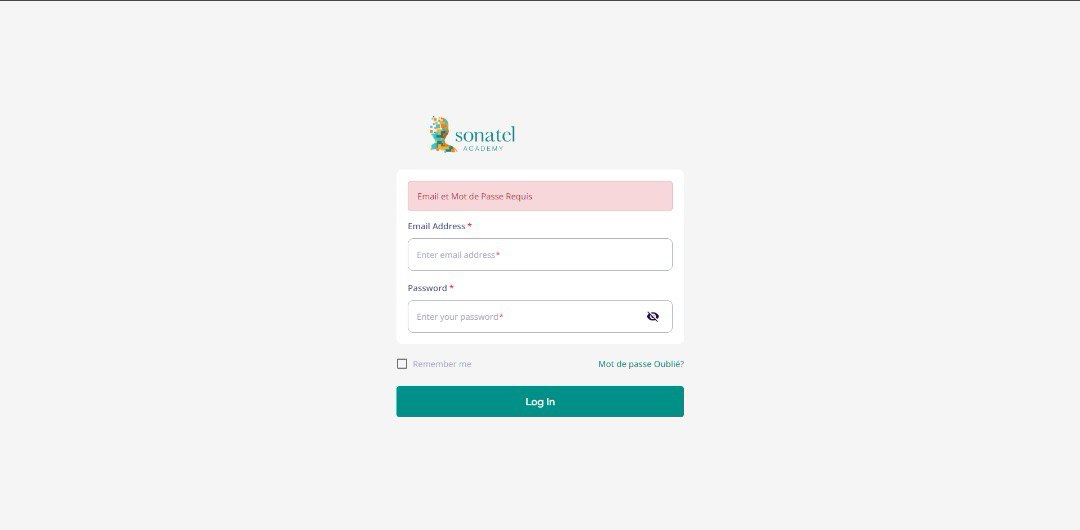 sonatel
ACADEMY
Email et Mot de Passe Requis
Email Address *
Enter email address*
Password *
Enter your password*
Remember me
Mot de passe Oublié?
Log In